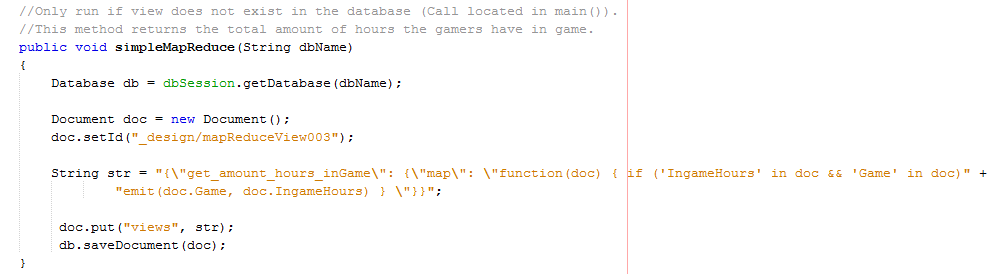 //Only run if view does not exist in the database (Call located in main()).
//This method returns the total amount of hours the gamers have in game.
public void simpleMapReduce(String dbName)
{
Database db = dbSession.getDatabase(dbName);
Document doc = new Document();
doc.setId("_design/mapReduceView003");
String str = "{\"get_amount_hours_inGame\": {\"map\": \"function(doc) { if ('IngameHours' in doc && 'Game' in doc)" +
"emit(doc.Game, doc.IngameHours) } \"}}";
doc.put("views", str);
db.saveDocument(doc);
}